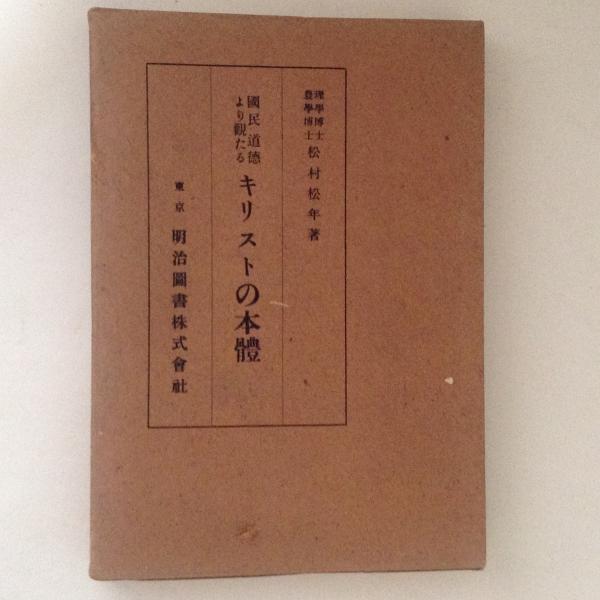 理學博士
農學博士
松村松年著
國民道德
より觀たる
キリストの本體
東京
明治圖書株式會社